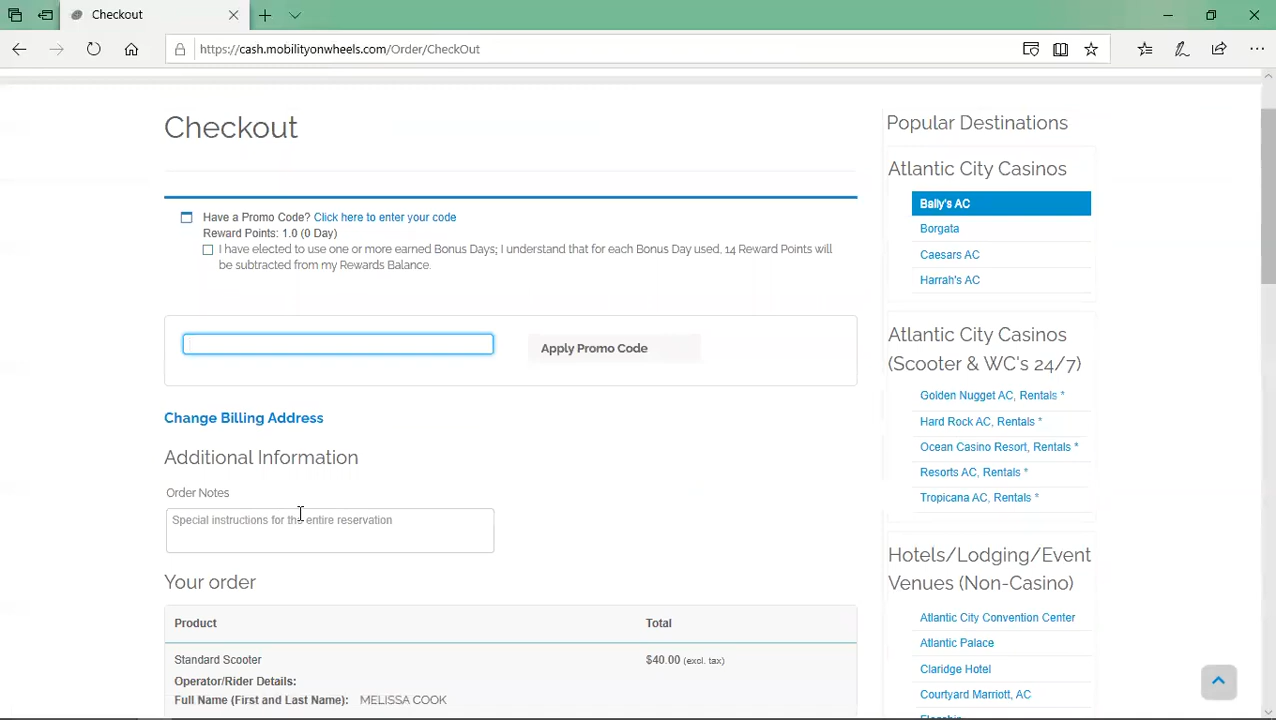 Checkout
https://cash.mobilityonwheels.com/Order/CheckOut
Checkout
Have a Promo Code? Click here to enter your code
Reward Points: 1.0 (0 Day)
I have elected to use one or more earned Bonus Days; I understand that for each Bonus Day used, 14 Reward Points will
be subtracted from my Rewards Balance.
Apply Promo Code
Change Billing Address
Additional Information
Order Notes
Special instructions for the entire reservation
Your order
Product Total
Standard Scooter $40.00 (excl. tax)
Operator/Rider Details:
Full Name (First and Last Name): MELISSA COOK
Popular Destinations
Atlantic City Casinos
Bally's AC
Borgata
Caesars AC
Harrah's AC
Atlantic City Casinos
(Scooter & WC's 24/7)
Golden Nugget AC, Rentals *
Hard Rock AC, Rentals *
Ocean Casino Resort, Rentals *
Resorts AC, Rentals *
Tropicana AC, Rentals *
Hotels/Lodging/Event
Venues (Non-Casino)
Atlantic City Convention Center
Atlantic Palace
Claridge Hotel
Courtyard Marriott, AC